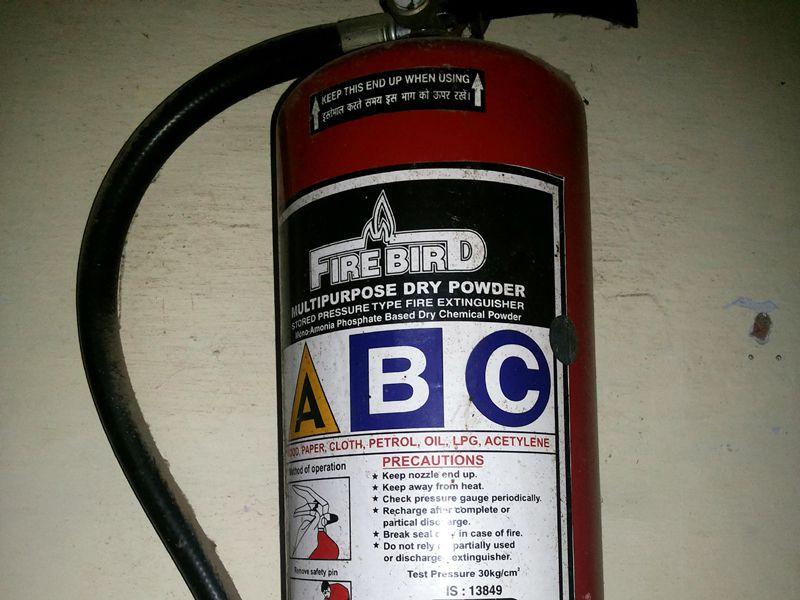 KEEP THIS END UP WHEN USING
इस्तेमाल करते समय इस भाग को ऊपर रखें।
FIRE BIRD
MULTIPURPOSE DRY POWDER
STORED PRESSURE TYPE FIRE EXTINGUISHER
Mono-Amonia Phosphate Based Dry Chemical Powder
A B C
PAPER, CLOTH, PETROL, OIL, LPG, ACETYLENE
PRECAUTIONS
Method of operation
★ Keep nozzle end up.
★ Keep away from heat.
★ Check pressure gauge periodically.
★ Recharge after complete or
partical discharge.
★ Break seal only in case of fire.
★ Do not rely partially used
or discharge extinguisher.
Remove safety pin
Test Pressure 30kg/cm²
IS : 13849